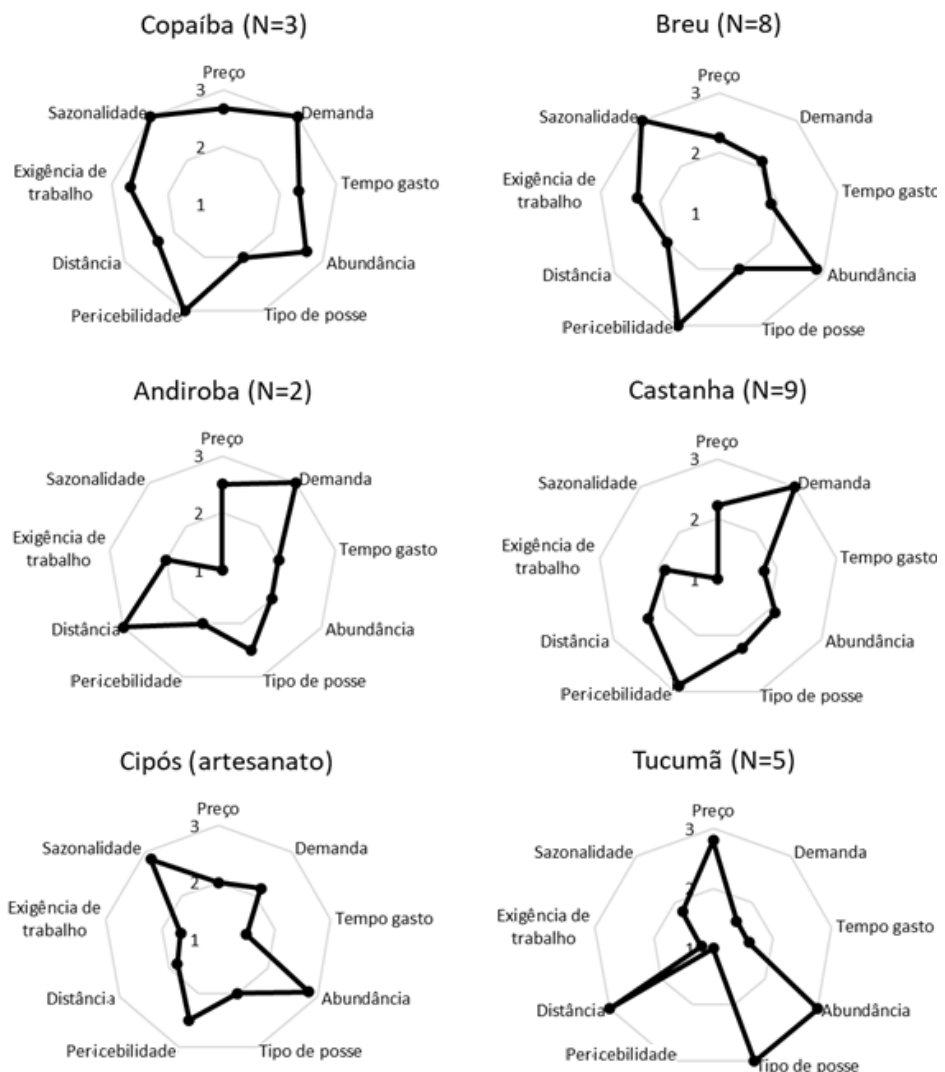 Copaíba (N=3)
Preço
3
Sazonalidade
Demanda
2
Exigência de
trabalho
Tempo gasto
1
Distância
Abundância
Pericebilidade
Tipo de posse
Breu (N=8)
Preço
3
Sazonalidade
Demanda
2
Exigência de
trabalho
Tempo gasto
1
Distância
Abundância
Pericebilidade
Tipo de posse
Andiroba (N=2)
Preço
3
Sazonalidade
Demanda
2
Exigência de
trabalho
Tempo gasto
1
Distância
Abundância
Pericebilidade
Tipo de posse
Castanha (N=9)
Preço
3
Sazonalidade
Demanda
2
Exigência de
trabalho
Tempo gasto
1
Distância
Abundância
Pericebilidade
Tipo de posse
Cipós (artesanato)
Preço
3
Sazonalidade
Demanda
2
Exigência de
trabalho
Tempo gasto
1
Distância
Abundância
Pericebilidade
Tipo de posse
Tucumã (N=5)
Preço
3
Sazonalidade
Demanda
2
Exigência de
trabalho
Tempo gasto
1
Distância
Abundância
Pericebilidade
Tipo de posse